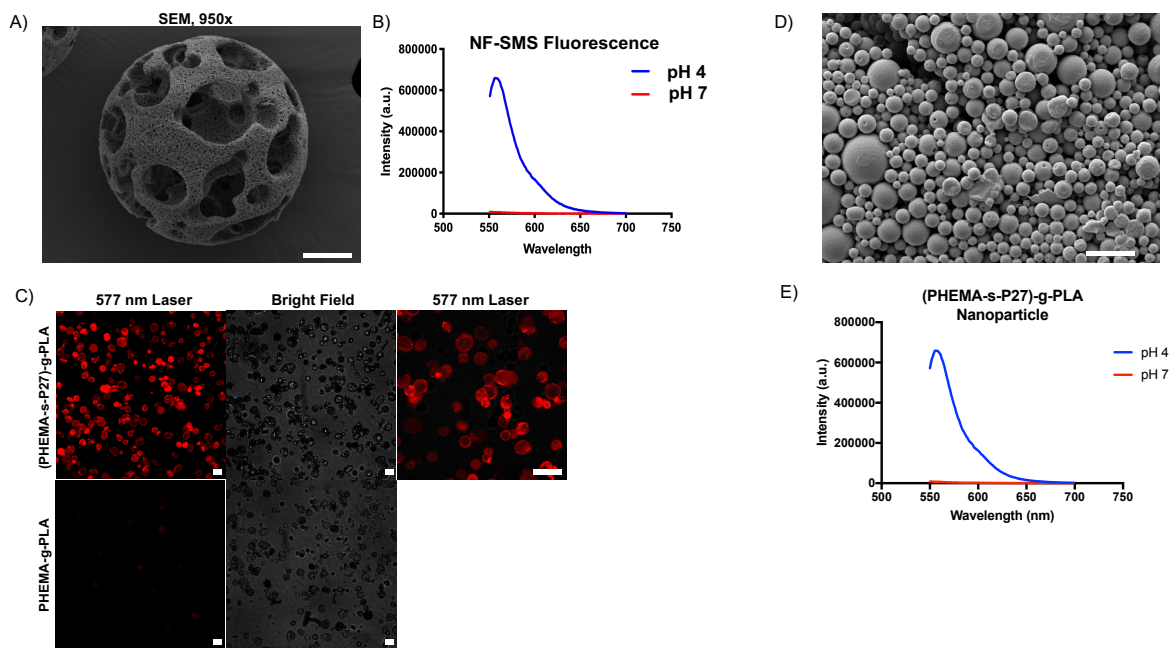 A)
SEM, 950x
B)
NF-SMS Fluorescence
pH 4
pH 7
Intensity (a.u.)
800000
600000
400000
200000
0
500 550 600 650 700 750
Wavelength
C)
577 nm Laser
Bright Field
577 nm Laser
(PHEMA-s-P27)-g-PLA
PHEMA-g-PLA
D)
E)
(PHEMA-s-P27)-g-PLA
Nanoparticle
pH 4
pH 7
Intensity (a.u.)
800000
600000
400000
200000
0
500 550 600 650 700 750
Wavelength (nm)